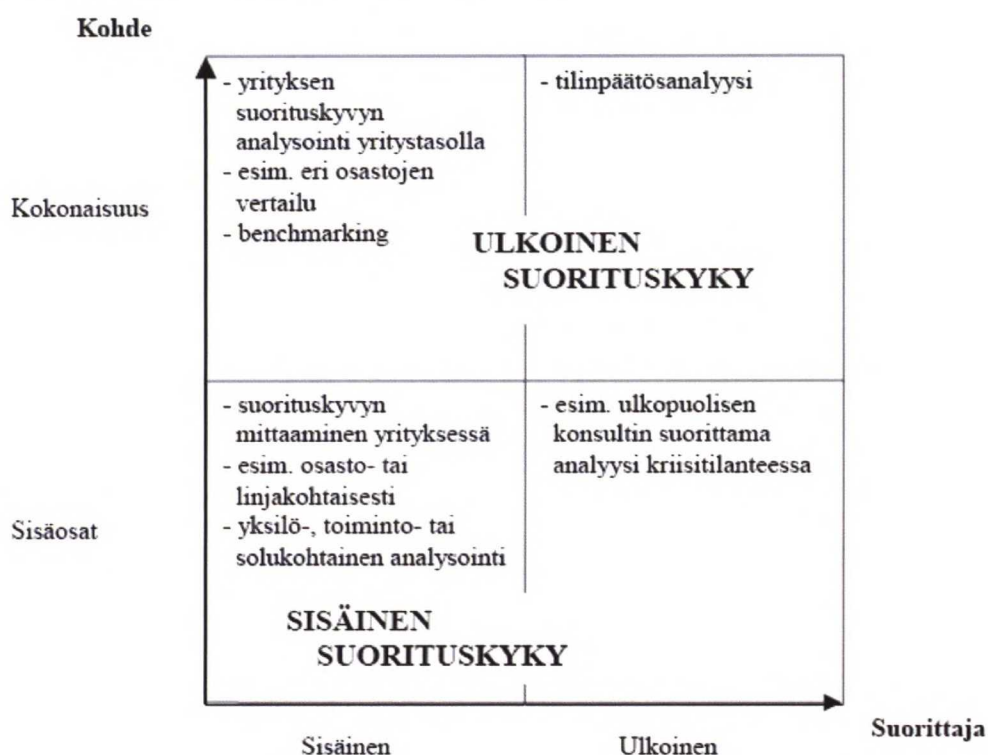 Kohde
- yrityksen
suorituskyvyn
analysointi yritystasolla
- esim. eri osastojen
vertailu
- benchmarking
- tilinpäätösanalyysi
Kokonaisuus
ULKOINEN
SUORITUSKYKY
- suorituskyvyn
mittaaminen yrityksessä
- esim. osasto- tai
linjakohtaisesti
- yksilö-, toiminto- tai
solukohtainen analysointi
- esim. ulkopuolisen
konsultin suorittama
analyysi kriisitilanteessa
Sisäosat
SISÄINEN
SUORITUSKYKY
Suorittaja
Sisäinen
Ulkoinen